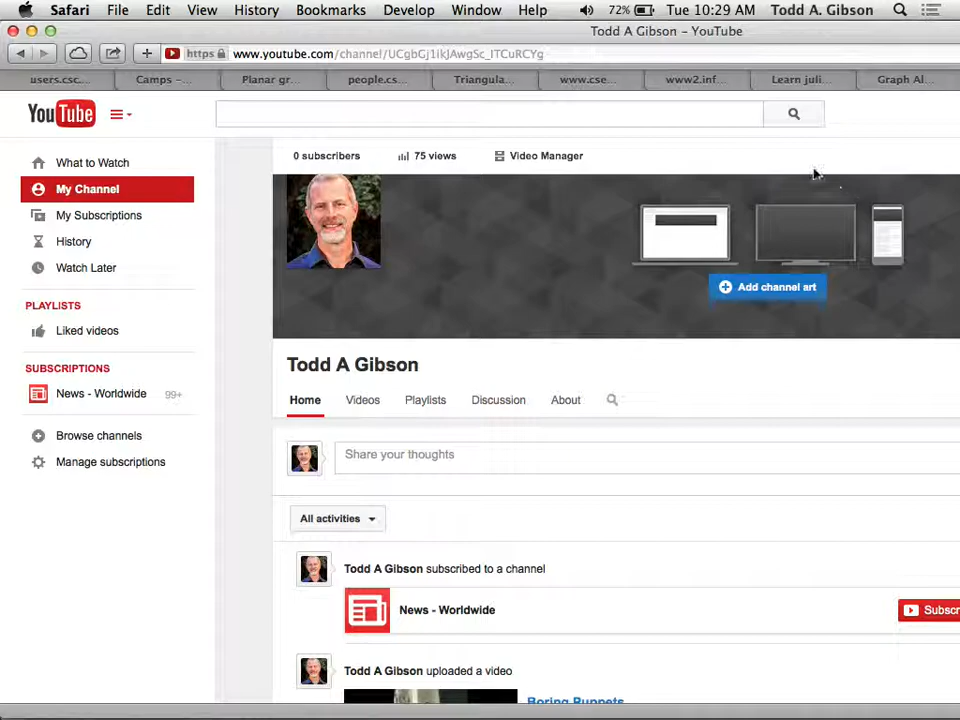 Safari File Edit View History Bookmarks Develop Window Help 72% Tue 10:29 AM Todd A. Gibson
Todd A Gibson – YouTube
https www.youtube.com/channel/UCgbGj1IkJAwgSc_ITCuRCYg
users.csc... Camps –... Planar gr... people.cs... Triangula... www.cse... www2.inf... Learn juli... Graph Al...
YouTube
0 subscribers 75 views Video Manager
What to Watch
My Channel
My Subscriptions
History
Watch Later
PLAYLISTS
Liked videos
SUBSCRIPTIONS
News - Worldwide 99+
Browse channels
Manage subscriptions
Add channel art
Todd A Gibson
Home Videos Playlists Discussion About
Share your thoughts
All activities
Todd A Gibson subscribed to a channel
News - Worldwide
Subsc
Todd A Gibson uploaded a video
Boring Puppets